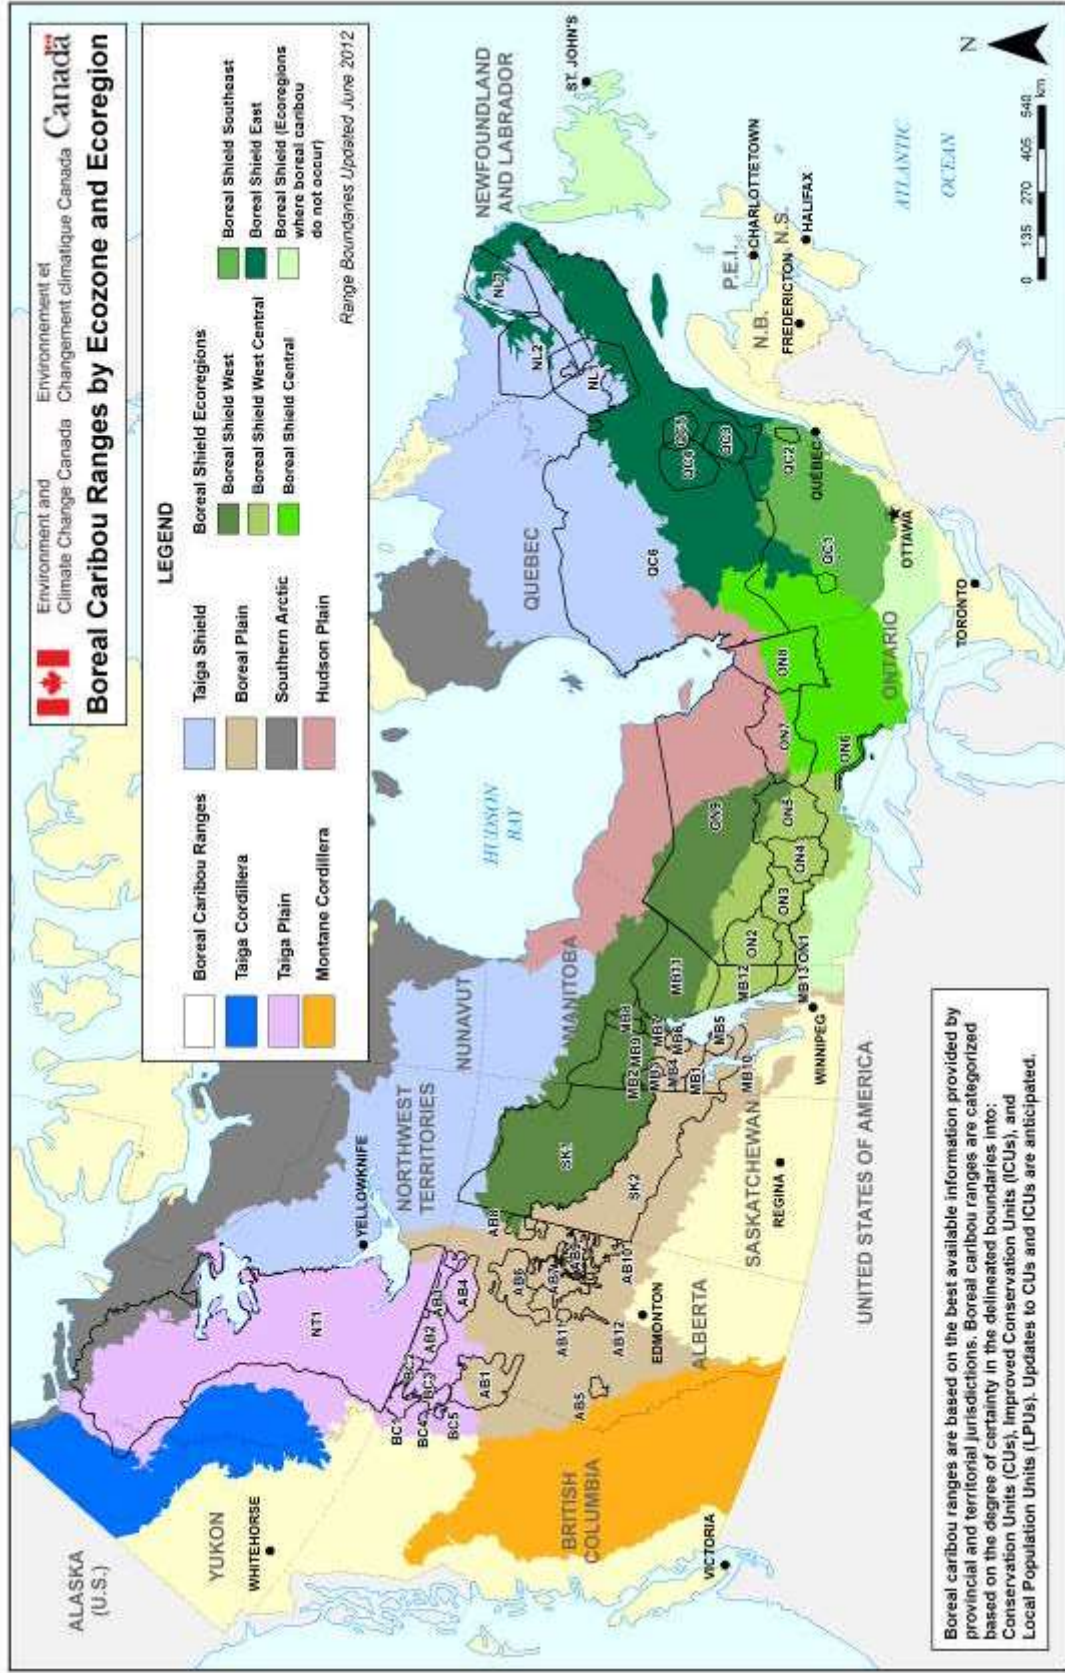 Environment and
Climate Change Canada
Environnement et
Changement climatique Canada
Canada
Boreal Caribou Ranges by Ecozone and Ecoregion
LEGEND
Boreal Caribou Ranges
Taiga Cordillera
Taiga Plain
Montane Cordillera
Taiga Shield
Boreal Plain
Southern Arctic
Hudson Plain
Boreal Shield Ecoregions
Boreal Shield West
Boreal Shield West Central
Boreal Shield Central
Boreal Shield Southeast
Boreal Shield East
Boreal Shield (Ecoregions
where boreal caribou
do not occur)
Range Boundaries Updated June 2012
ALASKA
(U.S.)
YUKON
WHITEHORSE
NORTHWEST
TERRITORIES
YELLOWKNIFE
NUNAVUT
HUDSON
BAY
QUEBEC
NEWFOUNDLAND
AND LABRADOR
ST. JOHN'S
BRITISH
COLUMBIA
VICTORIA
ALBERTA
EDMONTON
SASKATCHEWAN
REGINA
MANITOBA
WINNIPEG
ONTARIO
TORONTO
OTTAWA
QUÉBEC
N.B.
FREDERICTON
P.E.I.
CHARLOTTETOWN
N.S.
HALIFAX
ATLANTIC
OCEAN
UNITED STATES OF AMERICA
NT1
BC1
BC2
BC3
BC4
BC5
AB1
AB2
AB3
AB4
AB5
AB6
AB7
AB8
AB9
AB10
AB11
AB12
SK1
SK2
MB1
MB2
MB3
MB4
MB5
MB6
MB7
MB8
MB9
MB10
MB11
MB12
MB13
ON1
ON2
ON3
ON4
ON5
ON6
ON7
ON8
ON9
QC1
QC2
QC3
QC4
QC5
QC6
NL1
NL2
NL3
N
0 135 270 405 540
km
Boreal caribou ranges are based on the best available information provided by
provincial and territorial jurisdictions. Boreal caribou ranges are categorized
based on the degree of certainty in the delineated boundaries into:
Conservation Units (CUs), Improved Conservation Units (ICUs), and
Local Population Units (LPUs). Updates to CUs and ICUs are anticipated.